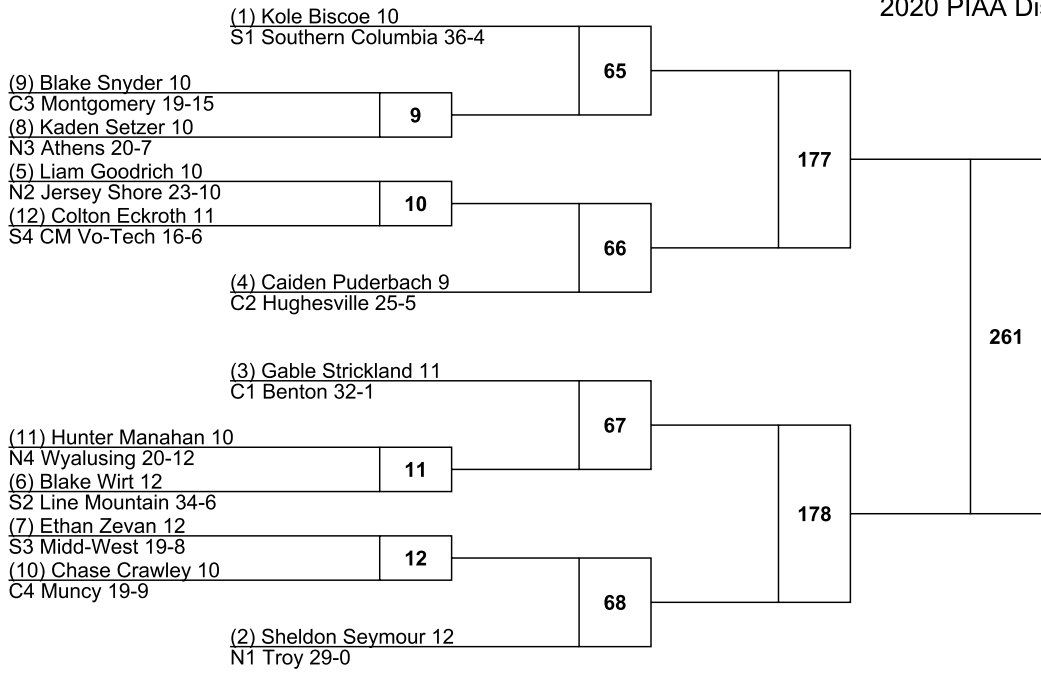 2020 PIAA Dis
(1) Kole Biscoe 10
S1 Southern Columbia 36-4
65
(9) Blake Snyder 10
C3 Montgomery 19-15
9
(8) Kaden Setzer 10
N3 Athens 20-7
177
(5) Liam Goodrich 10
N2 Jersey Shore 23-10
10
(12) Colton Eckroth 11
S4 CM Vo-Tech 16-6
66
(4) Caiden Puderbach 9
C2 Hughesville 25-5
261
(3) Gable Strickland 11
C1 Benton 32-1
67
(11) Hunter Manahan 10
N4 Wyalusing 20-12
11
(6) Blake Wirt 12
S2 Line Mountain 34-6
178
(7) Ethan Zevan 12
S3 Midd-West 19-8
12
(10) Chase Crawley 10
C4 Muncy 19-9
68
(2) Sheldon Seymour 12
N1 Troy 29-0